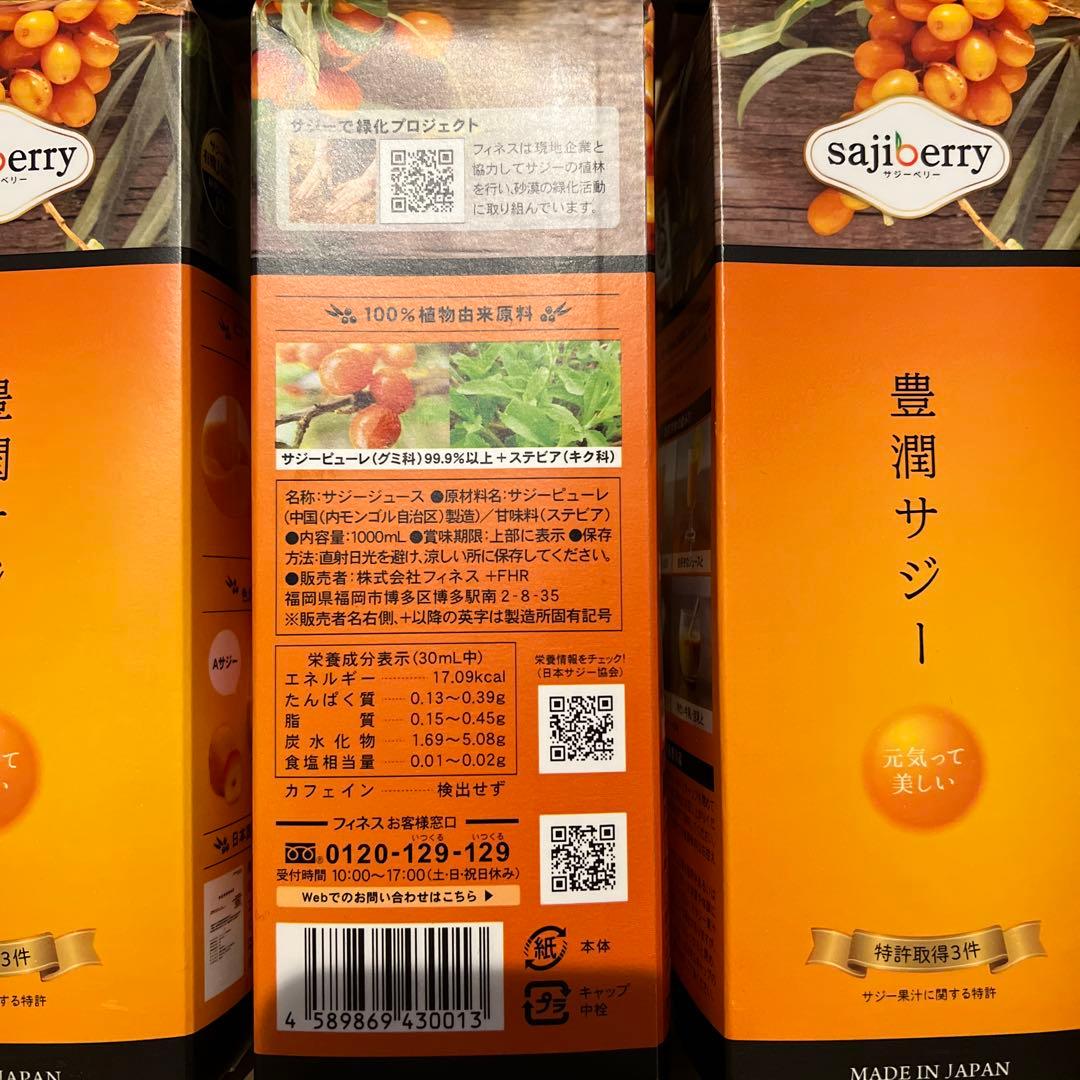 サジーで緑化プロジェクト
フィネスは現地企業と
協力してサジーの植林
を行い、砂漠の緑化活動
に取り組んでいます。
100%植物由来原料
サジーピューレ(グミ科)99.9%以上+ステビア(キク科)
名称:サジージュース ●原材料名:サジーピューレ
(中国(内モンゴル自治区)製造)/甘味料(ステビア)
●内容量:1000mL ●賞味期限:上部に表示 ●保存
方法:直射日光を避け、涼しい所に保存してください。
●販売者:株式会社フィネス +FHR
福岡県福岡市博多区博多駅南2-8-35
※販売者名右側、+以降の英字は製造所固有記号
栄養成分表示(30mL中)
エネルギー 17.09kcal
たんぱく質 0.13〜0.39g
脂質 0.15〜0.45g
炭水化物 1.69〜5.08g
食塩相当量 0.01〜0.02g
カフェイン 検出せず
栄養情報をチェック!
(日本サジー協会)
フィネスお客様窓口
いつくる いつくる
0120-129-129
受付時間 10:00〜17:00(土・日・祝日休み)
Webでのお問い合わせはこちら ▶
4 589869 430013
紙 本体
プラ キャップ
中栓
sajiberry
サジーベリー
豊潤サジー
元気って
美しい
特許取得3件
サジー果汁に関する特許
MADE IN JAPAN
berry
ベリー
Aサジー
3件
する特許
JAPAN